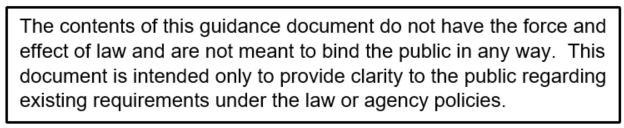 The contents of this guidance document do not have the force and
effect of law and are not meant to bind the public in any way.  This
document is intended only to provide clarity to the public regarding
existing requirements under the law or agency policies.